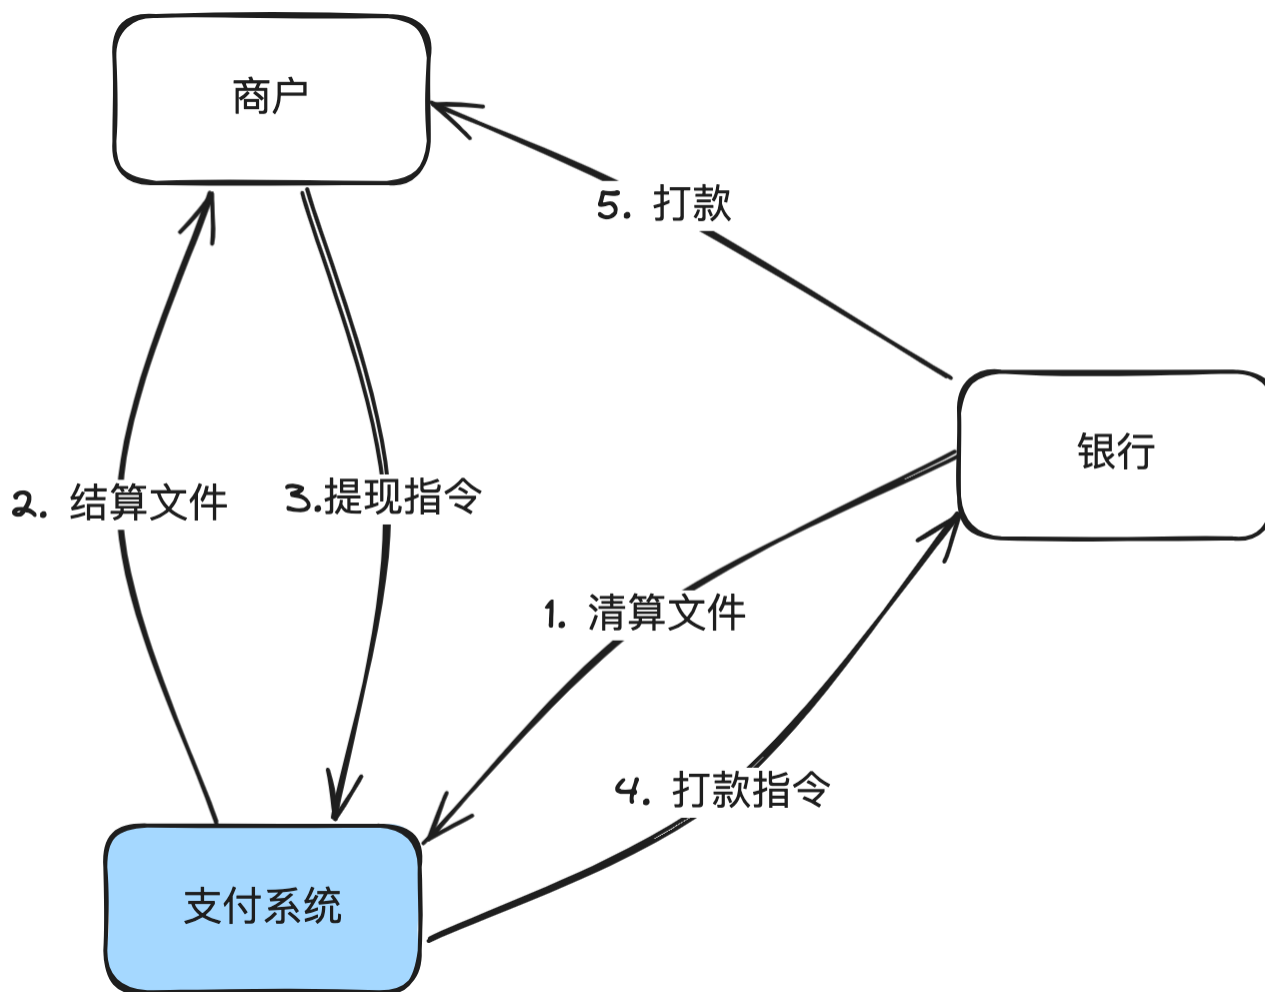 商户
5. 打款
银行
2. 结算文件
3.提现指令
1. 清算文件
4. 打款指令
支付系统